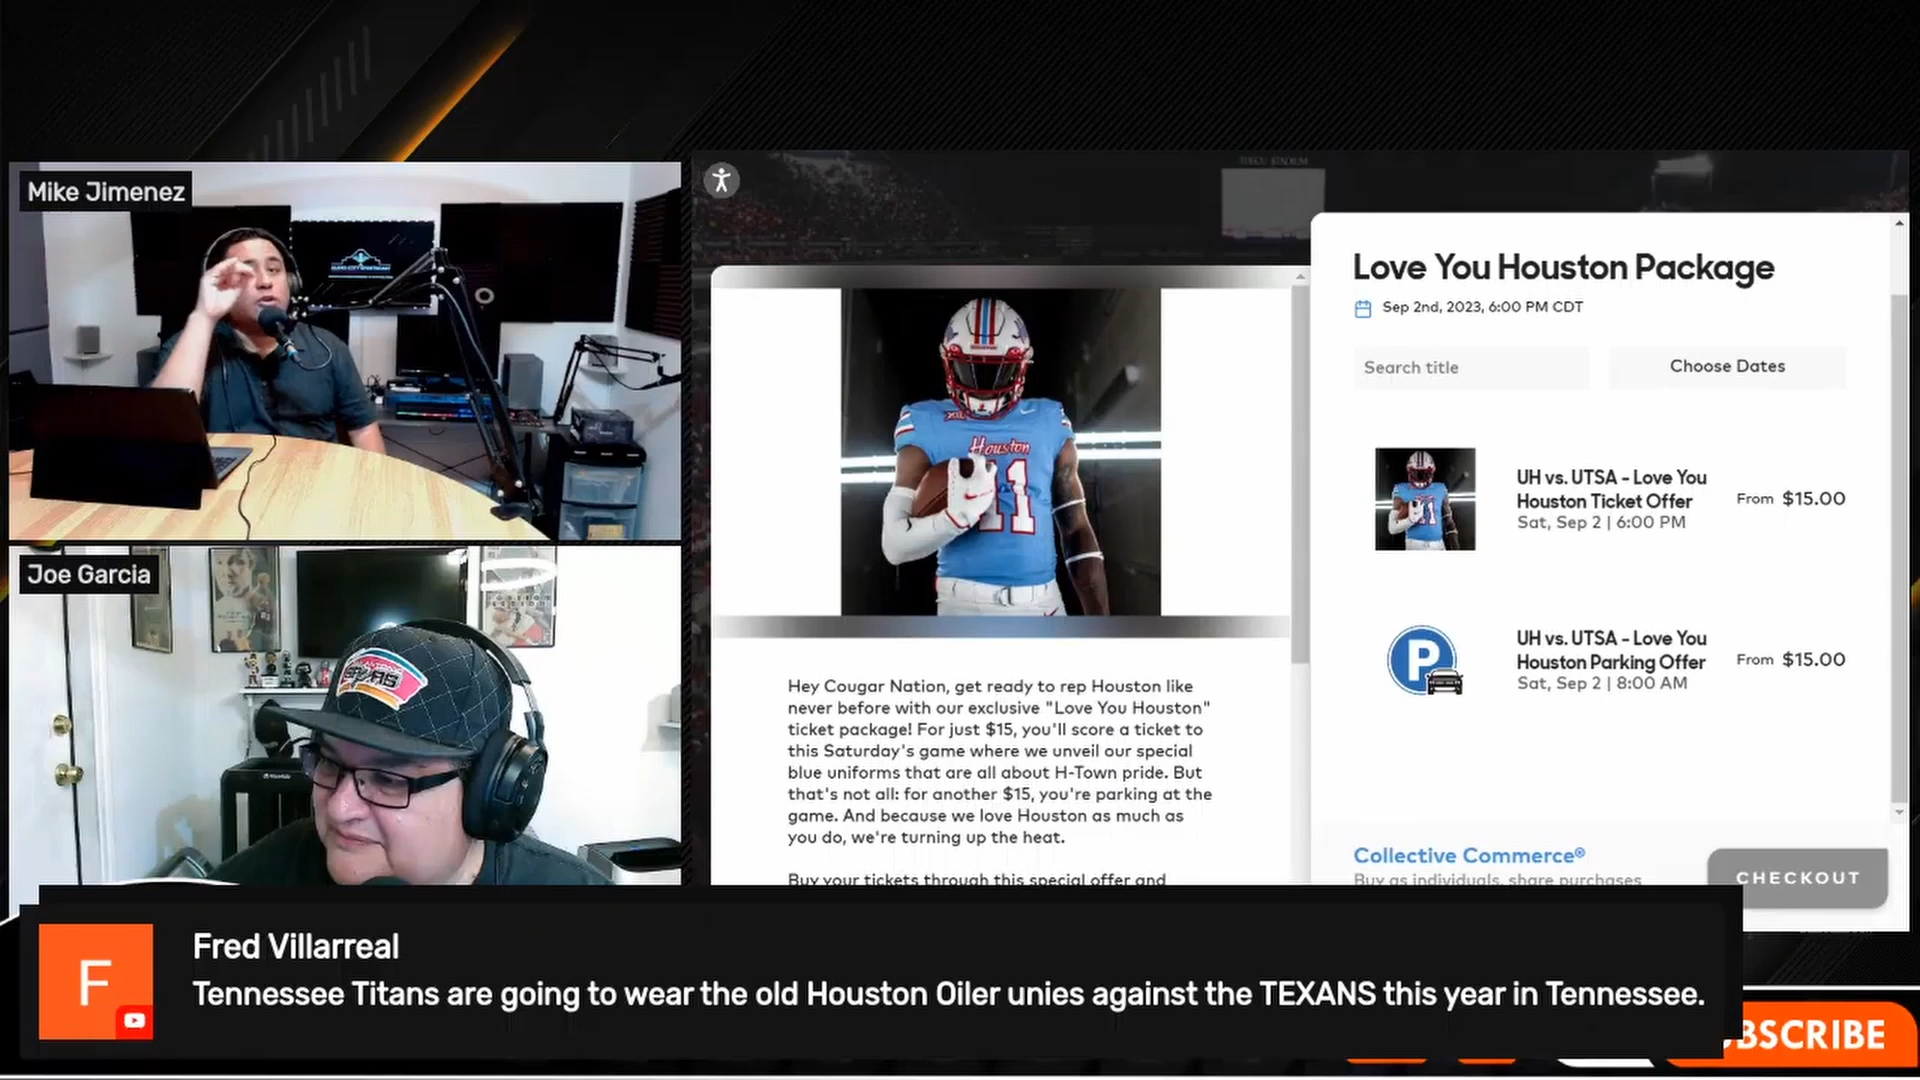 Mike Jimenez
Joe Garcia
SPURS
Houston
11
Hey Cougar Nation, get ready to rep Houston like
never before with our exclusive "Love You Houston"
ticket package! For just $15, you'll score a ticket to
this Saturday's game where we unveil our special
blue uniforms that are all about H-Town pride. But
that's not all: for another $15, you're parking at the
game. And because we love Houston as much as
you do, we're turning up the heat.
Buy your tickets through this special offer and
Love You Houston Package
Sep 2nd, 2023, 6:00 PM CDT
Search title
Choose Dates
UH vs. UTSA - Love You
Houston Ticket Offer
Sat, Sep 2 | 6:00 PM
From $15.00
P
UH vs. UTSA - Love You
Houston Parking Offer
Sat, Sep 2 | 8:00 AM
From $15.00
Collective Commerce®
Buy as individuals, share purchases
CHECKOUT
F
Fred Villarreal
Tennessee Titans are going to wear the old Houston Oiler unies against the TEXANS this year in Tennessee.
BSCRIBE